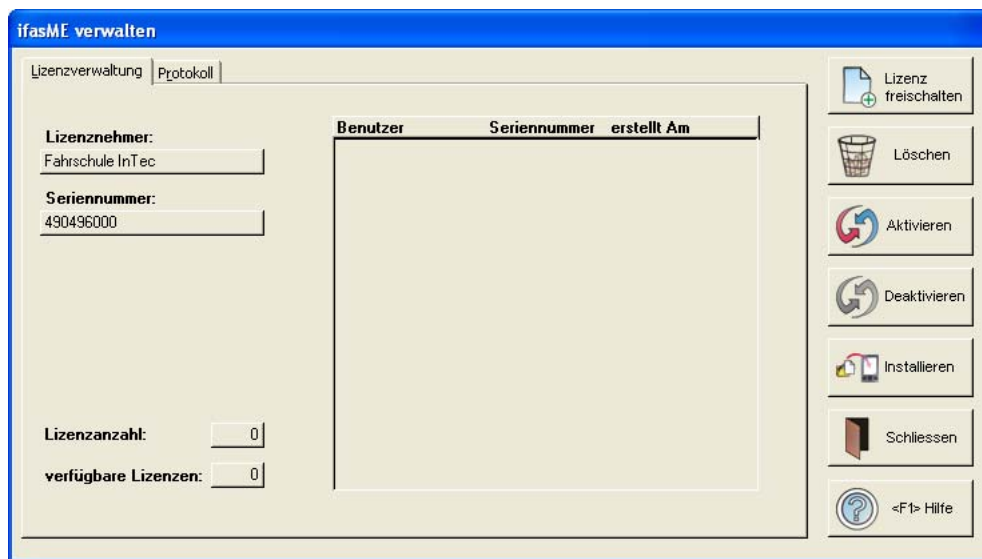 ifasME verwalten
Lizenzverwaltung
Protokoll
Lizenznehmer:
Fahrschule InTec
Seriennummer:
490496000
Lizenzanzahl:
0
verfügbare Lizenzen:
0
Benutzer Seriennummer erstellt Am
Lizenz
freischalten
Löschen
Aktivieren
Deaktivieren
Installieren
Schliessen
<F1> Hilfe